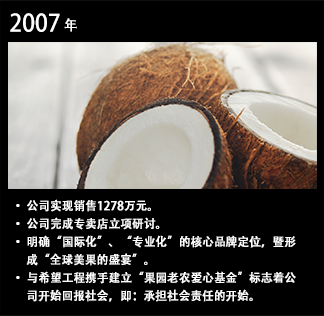 2007 年
• 公司实现销售1278万元。
• 公司完成专卖店立项研讨。
• 明确“国际化”、“专业化”的核心品牌定位，暨形
成“全球美果的盛宴”。
• 与希望工程携手建立“果园老农爱心基金”标志着公
司开始回报社会，即：承担社会责任的开始。